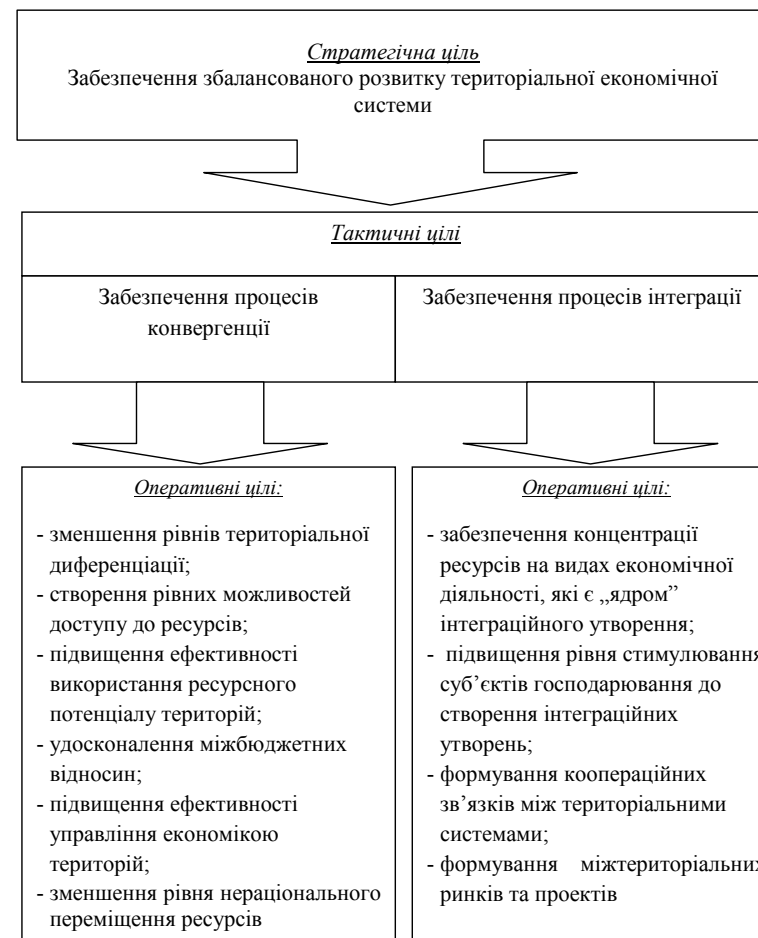 Стратегічна ціль
Забезпечення збалансованого розвитку територіальної економічної
системи
Тактичні цілі
Забезпечення процесів
конвергенції
Забезпечення процесів інтеграції
Оперативні цілі:
- зменшення рівнів територіальної
диференціації;
- створення рівних можливостей
доступу до ресурсів;
- підвищення ефективності
використання ресурсного
потенціалу територій;
- удосконалення міжбюджетних
відносин;
- підвищення ефективності
управління економікою
територій;
- зменшення рівня нераціонального
переміщення ресурсів
Оперативні цілі:
- забезпечення концентрації
ресурсів на видах економічної
діяльності, які є „ядром”
інтеграційного утворення;
- підвищення рівня стимулювання
суб’єктів господарювання до
створення інтеграційних
утворень;
- формування коопераційних
зв’язків між територіальними
системами;
- формування міжтериторіальних
ринків та проектів